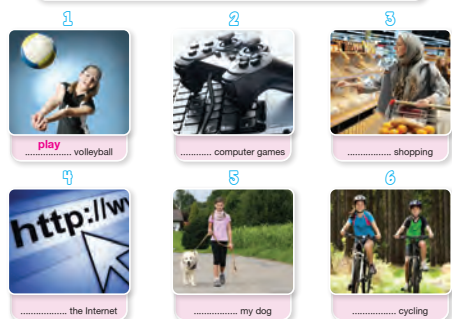 1
2
3
play
.................. volleyball
............ computer games
................. shopping
4
5
6
http://w
.................. the Internet
................. my dog
................. cycling